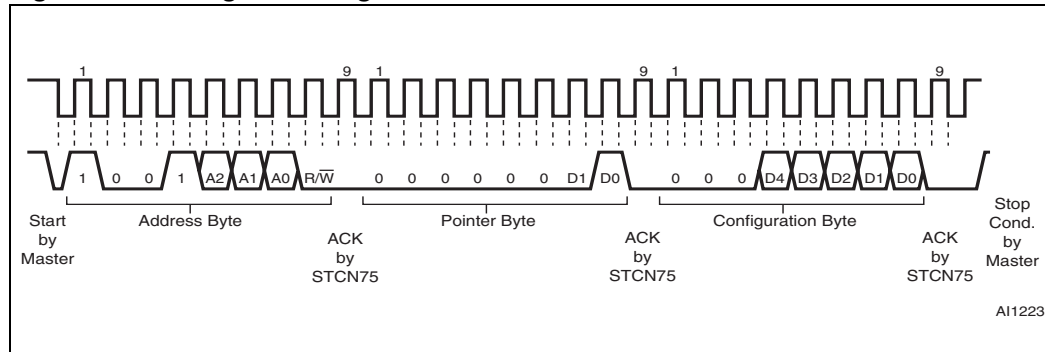 1 9 1 9 1 9
1 0 0 1 A2 A1 A0 R/W 0 0 0 0 0 0 D1 D0 0 0 0 D4 D3 D2 D1 D0
Start
by
Master
Address Byte
ACK
by
STCN75
Pointer Byte
ACK
by
STCN75
Configuration Byte
ACK
by
STCN75
Stop
Cond.
by
Master
AI1223